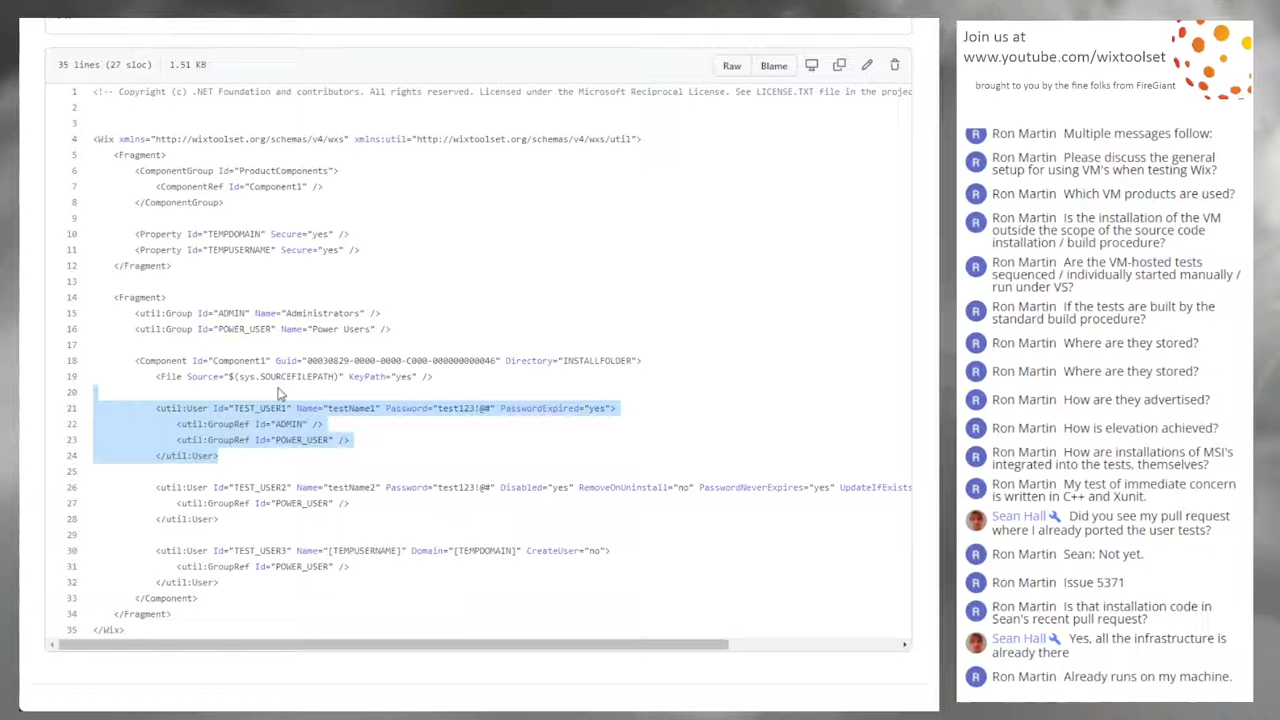 35 lines (27 sloc) 1.51 KB
Raw Blame
1 <!-- Copyright (c) .NET Foundation and contributors. All rights reserved. Licensed under the Microsoft Reciprocal License. See LICENSE.TXT file in the projec
2
3
4 <Wix xmlns="http://wixtoolset.org/schemas/v4/wxs" xmlns:util="http://wixtoolset.org/schemas/v4/wxs/util">
5 <Fragment>
6 <ComponentGroup Id="ProductComponents">
7 <ComponentRef Id="Component1" />
8 </ComponentGroup>
9
10 <Property Id="TEMPDOMAIN" Secure="yes" />
11 <Property Id="TEMPUSERNAME" Secure="yes" />
12 </Fragment>
13
14 <Fragment>
15 <util:Group Id="ADMIN" Name="Administrators" />
16 <util:Group Id="POWER_USER" Name="Power Users" />
17
18 <Component Id="Component1" Guid="00030829-0000-0000-C000-000000000046" Directory="INSTALLFOLDER">
19 <File Source="$(sys.SOURCEFILEPATH)" KeyPath="yes" />
20
21 <util:User Id="TEST_USER1" Name="testName1" Password="test123!@#" PasswordExpired="yes">
22 <util:GroupRef Id="ADMIN" />
23 <util:GroupRef Id="POWER_USER" />
24 </util:User>
25
26 <util:User Id="TEST_USER2" Name="testName2" Password="test123!@#" Disabled="yes" RemoveOnUninstall="no" PasswordNeverExpires="yes" UpdateIfExists
27 <util:GroupRef Id="POWER_USER" />
28 </util:User>
29
30 <util:User Id="TEST_USER3" Name="[TEMPUSERNAME]" Domain="[TEMPDOMAIN]" CreateUser="no">
31 <util:GroupRef Id="POWER_USER" />
32 </util:User>
33 </Component>
34 </Fragment>
35 </Wix>
Join us at
www.youtube.com/wixtoolset
brought to you by the fine folks from FireGiant
R Ron Martin Multiple messages follow:
R Ron Martin Please discuss the general
setup for using VM's when testing Wix?
R Ron Martin Which VM products are used?
R Ron Martin Is the installation of the VM
outside the scope of the source code
installation / build procedure?
R Ron Martin Are the VM-hosted tests
sequenced / individually started manually /
run under VS?
R Ron Martin If the tests are built by the
standard build procedure?
R Ron Martin Where are they stored?
R Ron Martin Where are they stored?
R Ron Martin How are they advertised?
R Ron Martin How is elevation achieved?
R Ron Martin How are installations of MSI's
integrated into the tests, themselves?
R Ron Martin My test of immediate concern
is written in C++ and Xunit.
Sean Hall Did you see my pull request
where I already ported the user tests?
R Ron Martin Sean: Not yet.
R Ron Martin Issue 5371
R Ron Martin Is that installation code in
Sean's recent pull request?
Sean Hall Yes, all the infrastructure is
already there
R Ron Martin Already runs on my machine.